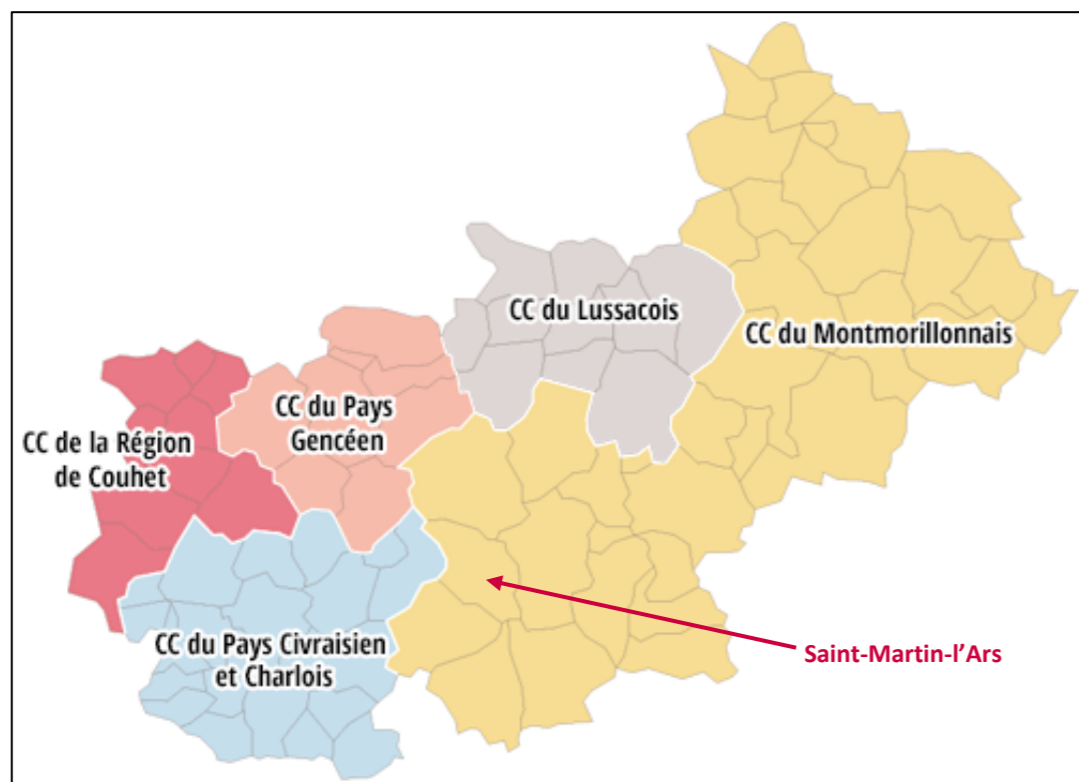 CC du Lussacois
CC du Montmorillonnais
CC du Pays
Gencéen
CC de la Région
de Couhet
CC du Pays Civraisien
et Charlois
Saint-Martin-l’Ars